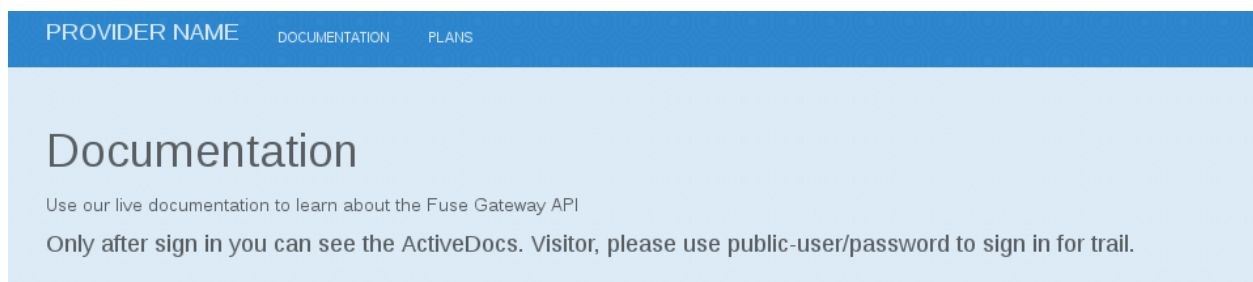 PROVIDER NAME DOCUMENTATION PLANS
Documentation
Use our live documentation to learn about the Fuse Gateway API
Only after sign in you can see the ActiveDocs. Visitor, please use public-user/password to sign in for trail.